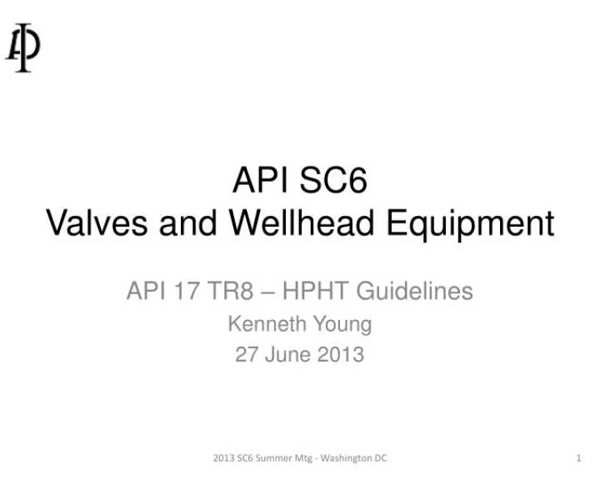 API
API SC6
Valves and Wellhead Equipment
API 17 TR8 – HPHT Guidelines
Kenneth Young
27 June 2013
2013 SC6 Summer Mtg - Washington DC
1